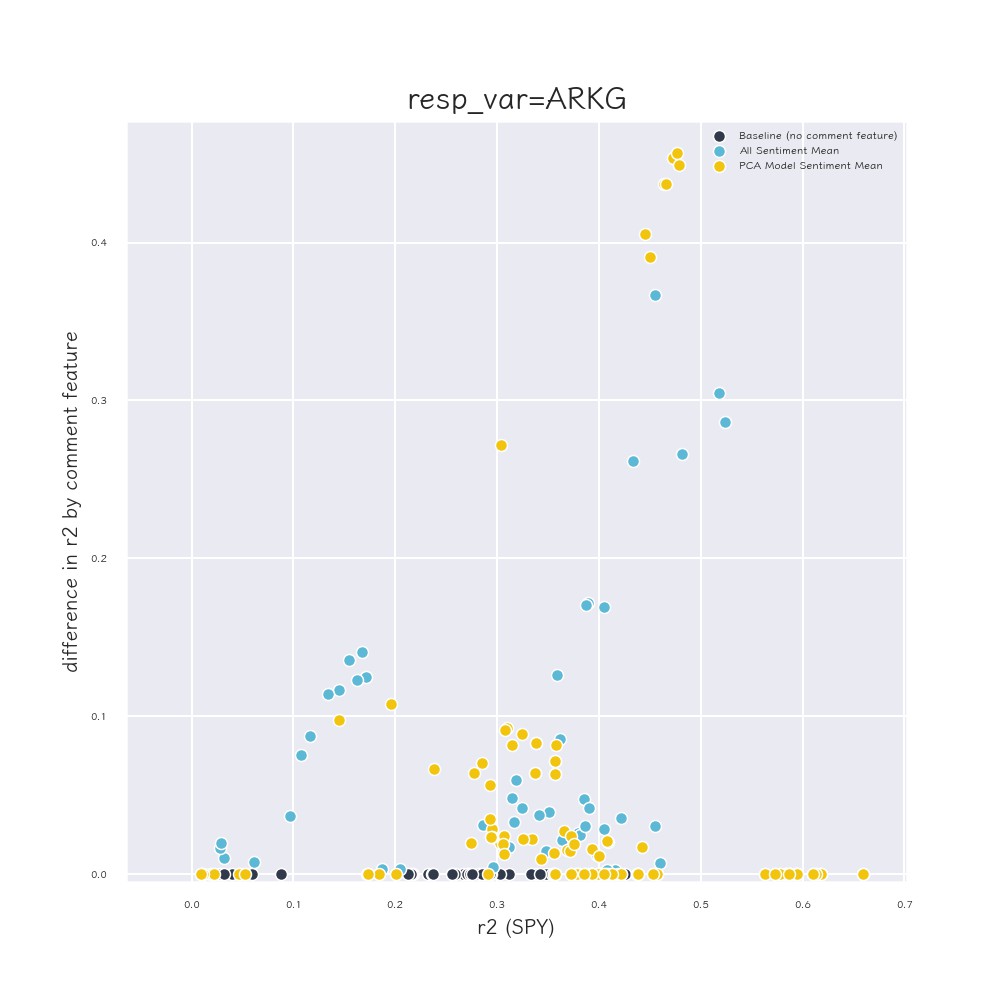 resp_var=ARKG
Baseline (no comment feature)
All Sentiment Mean
PCA Model Sentiment Mean
difference in r2 by comment feature
0.4
0.3
0.2
0.1
0.0
0.0 0.1 0.2 0.3 0.4 0.5 0.6 0.7
r2 (SPY)